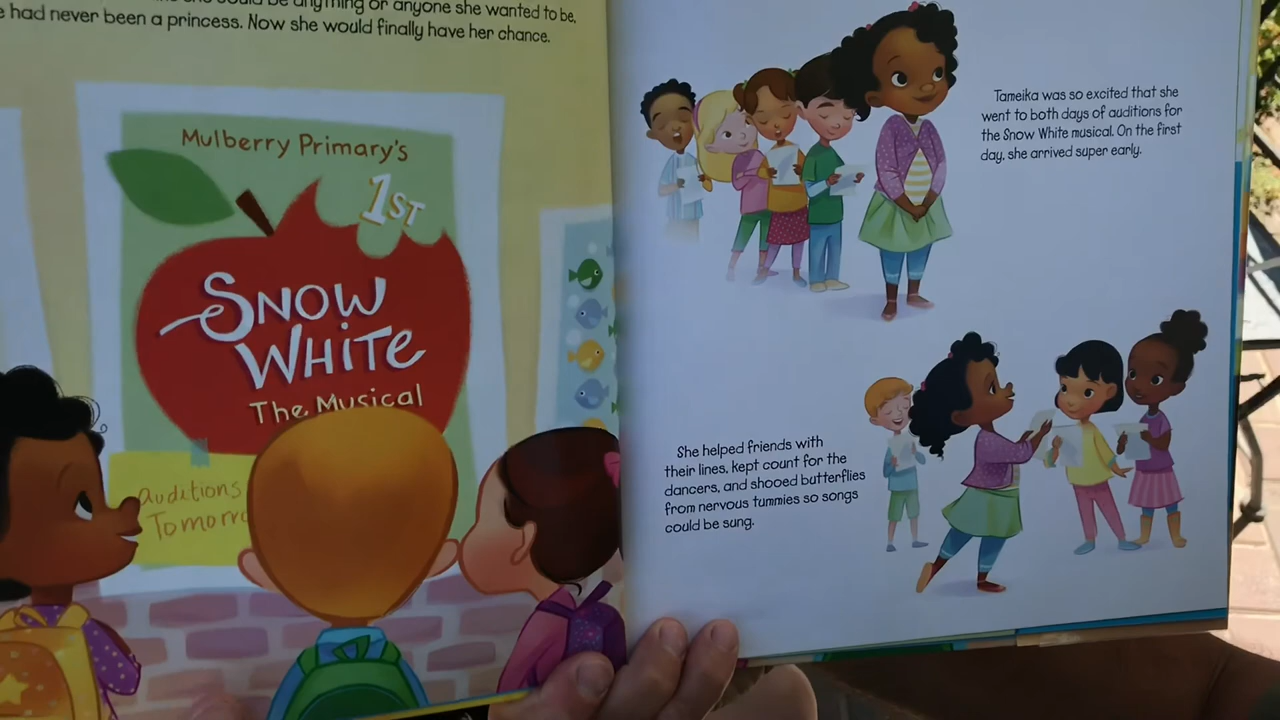 be anything or anyone she wanted to be,
had never been a princess. Now she would finally have her chance.
Mulberry Primary's
1ST
SNOW
WHITE
The Musical
Auditions
Tomorro
Tameika was so excited that she
went to both days of auditions for
the Snow White musical. On the first
day, she arrived super early.
She helped friends with
their lines, kept count for the
dancers, and shooed butterflies
from nervous tummies so songs
could be sung.